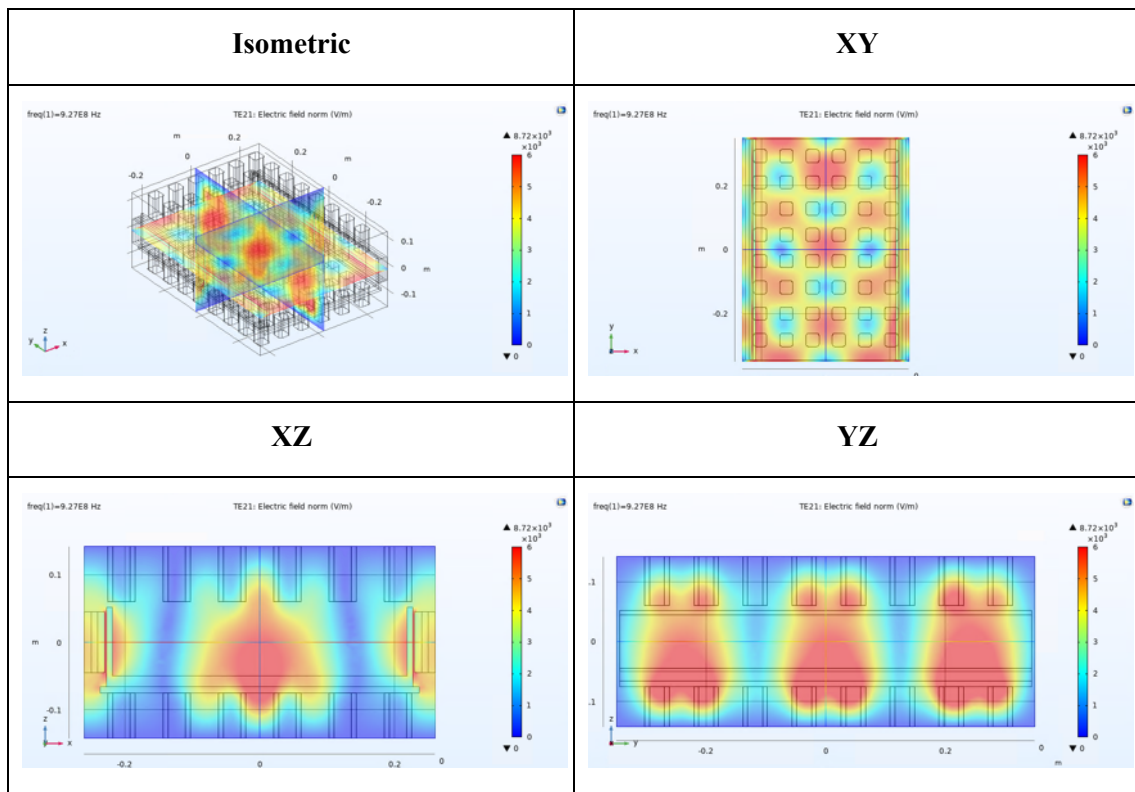 Isometric
XY
freq(1)=9.27E8 Hz
TE21: Electric field norm (V/m)
m
0.2
0
-0.2
m
0.2
0
-0.2
0.1
0
m
-0.1
▲ 8.72×10³
×10³
6
5
4
3
2
1
0
▼ 0
z
y
x
freq(1)=9.27E8 Hz
TE21: Electric field norm (V/m)
0.2
m
0
-0.2
y
x
▲ 8.72×10³
×10³
6
5
4
3
2
1
0
▼ 0
XZ
YZ
freq(1)=9.27E8 Hz
TE21: Electric field norm (V/m)
0.1
m
0
-0.1
z
x
-0.2
0
0.2
0
▲ 8.72×10³
×10³
6
5
4
3
2
1
0
▼ 0
freq(1)=9.27E8 Hz
TE21: Electric field norm (V/m)
.1
0
.1
z
y
-0.2
0
0.2
0
m
▲ 8.72×10³
×10³
6
5
4
3
2
1
0
▼ 0